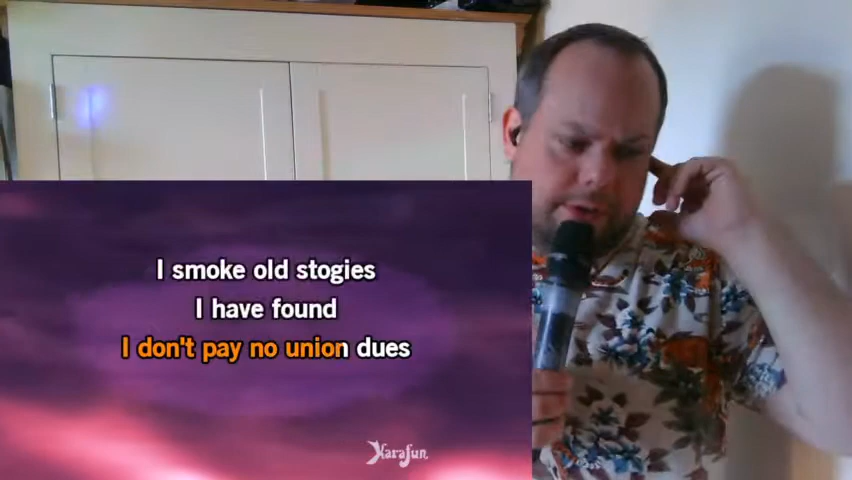 I smoke old stogies
I have found
I don't pay no union dues
KaraFun